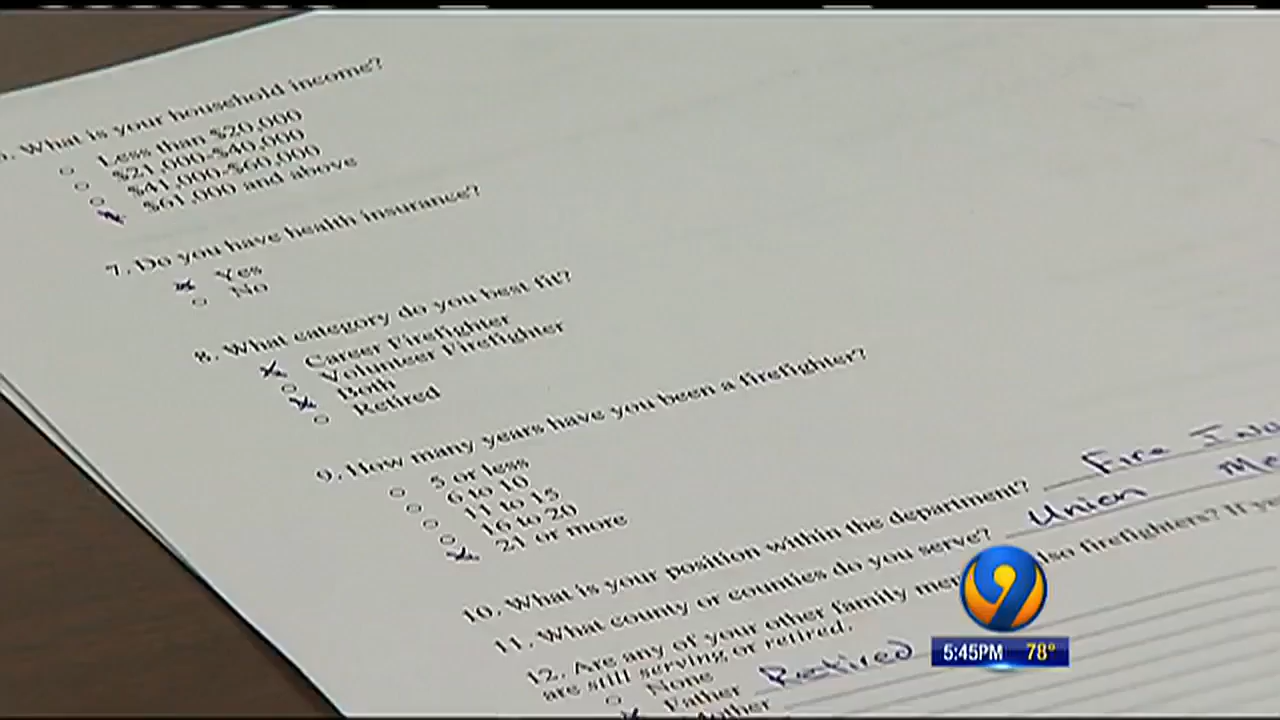 . What is your household income?
Less than $20,000
$21,000-$40,000
$41,000-$60,000
$61,000 and above
7. Do you have health insurance?
Yes
No
8. What category do you best fit?
Career Firefighter
Volunteer Firefighter
Both
Retired
9. How many years have you been a firefighter?
5 or less
6 to 10
11 to 15
16 to 20
21 or more
10. What is your position within the department? Fire
11. What county or counties do you serve? Union
12. Are any of your other family lso firefighters? If
are still serving or retired.
None
Father Retired
9
5:45PM 78°